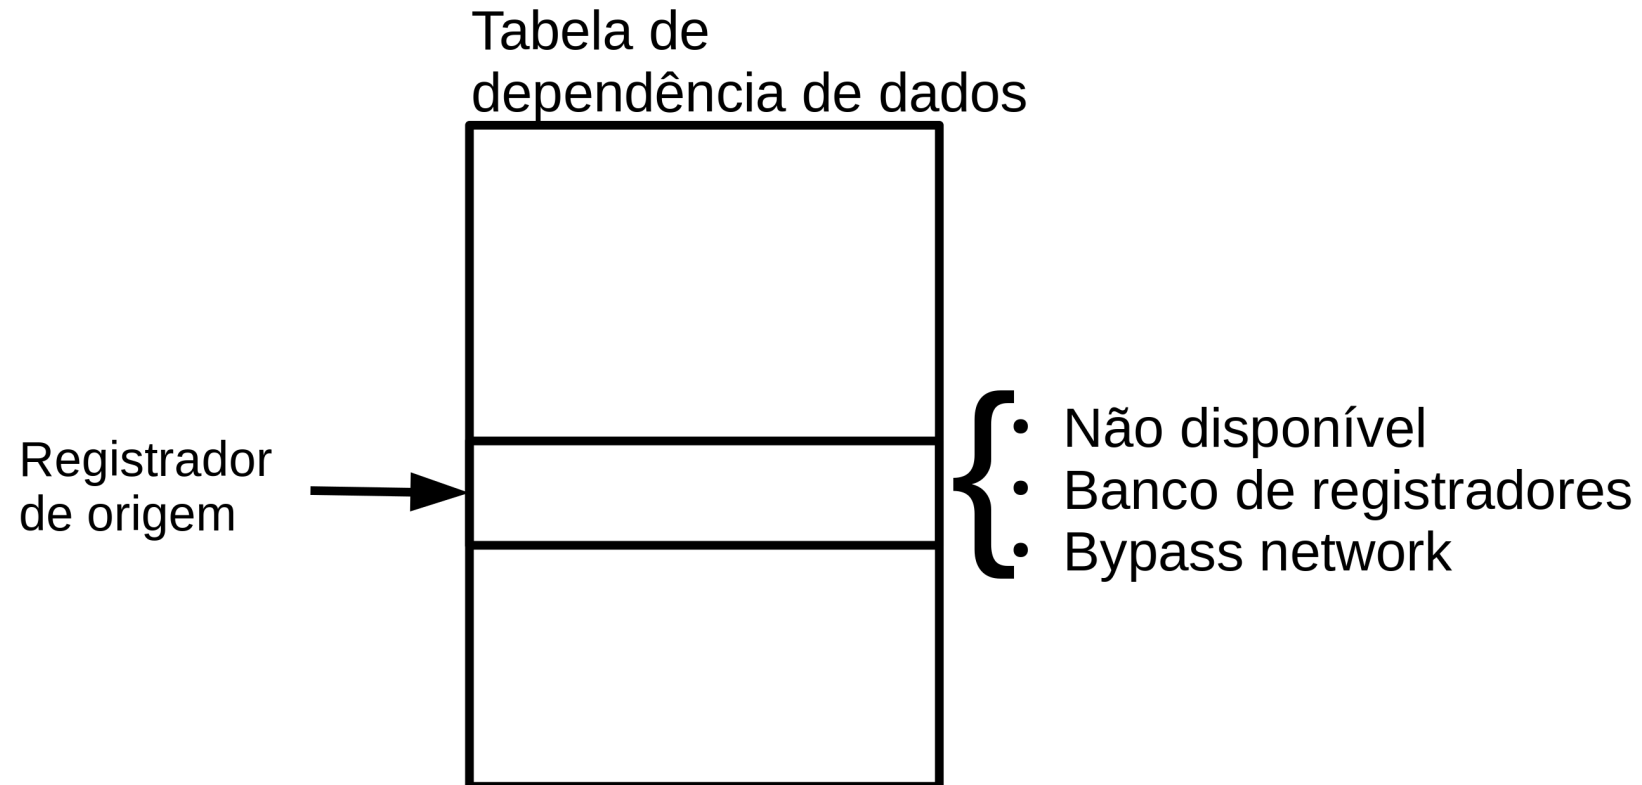 Tabela de
dependência de dados
Registrador
de origem
• Não disponível
• Banco de registradores
• Bypass network